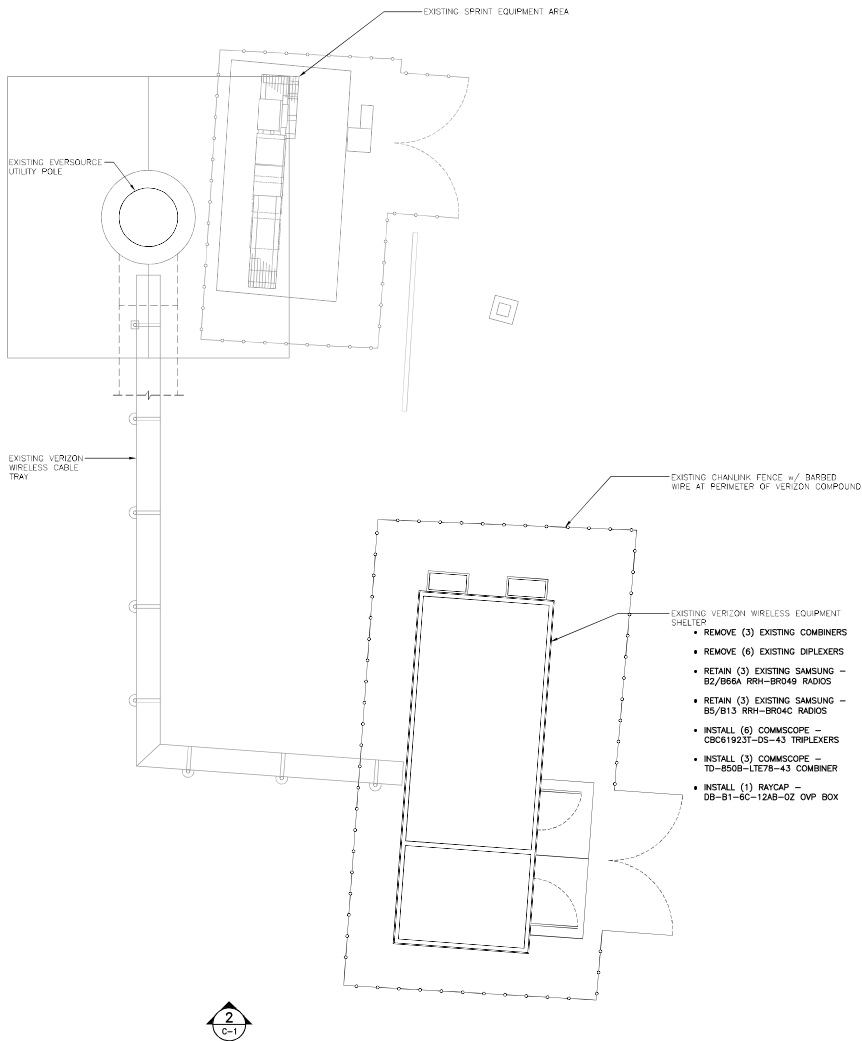 EXISTING SPRINT EQUIPMENT AREA
EXISTING EVERSOURCE
UTILITY POLE
EXISTING VERIZON
WIRELESS CABLE
TRAY
EXISTING CHANLINK FENCE w/ BARBED
WIRE AT PERIMETER OF VERIZON COMPOUND
EXISTING VERIZON WIRELESS EQUIPMENT
SHELTER
• REMOVE (3) EXISTING COMBINERS
• REMOVE (6) EXISTING DIPLEXERS
• RETAIN (3) EXISTING SAMSUNG –
B2/B66A RRH–BR049 RADIOS
• RETAIN (3) EXISTING SAMSUNG –
B5/B13 RRH–BR04C RADIOS
• INSTALL (6) COMMSCOPE –
CBC61923T–DS–43 TRIPLEXERS
• INSTALL (3) COMMSCOPE –
TD–850B–LTE78–43 COMBINER
• INSTALL (1) RAYCAP –
DB–B1–6C–12AB–0Z OVP BOX
2
C–1